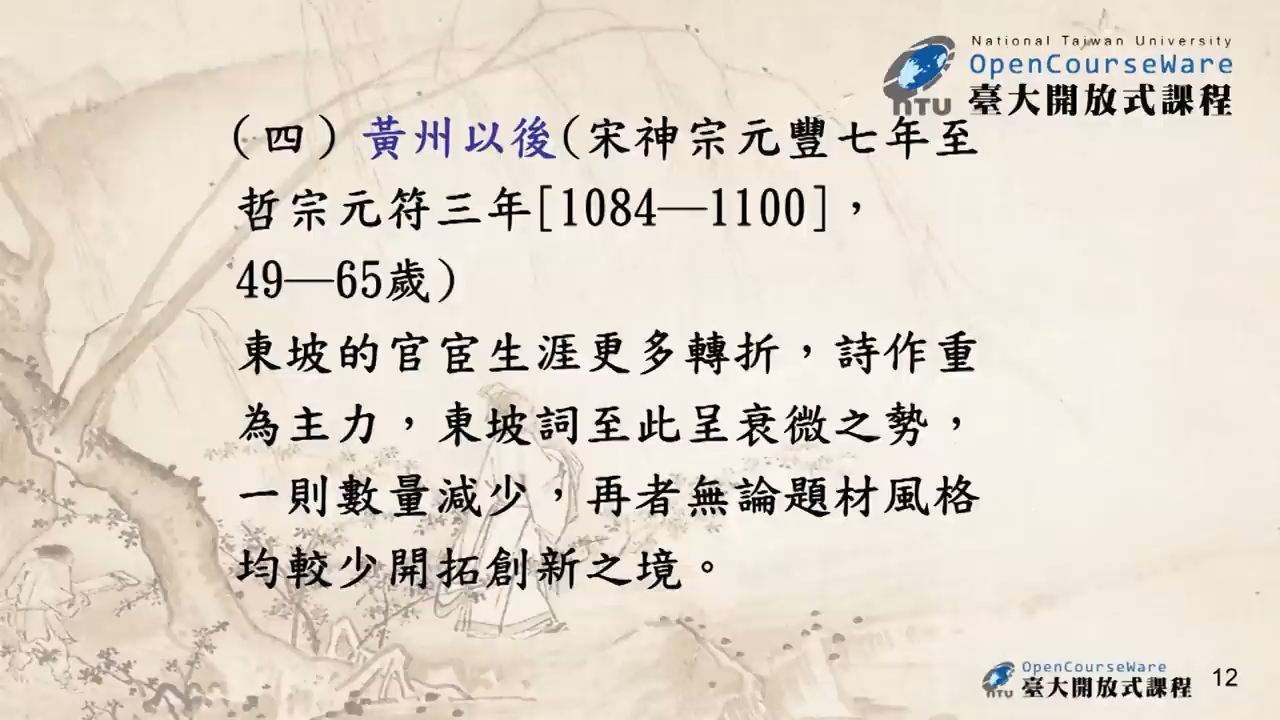 National Taiwan University
OpenCourseWare
NTU 臺大開放式課程
(四) 黃州以後(宋神宗元豐七年至
哲宗元符三年[1084—1100],
49—65歲)
東坡的官宦生涯更多轉折,詩作重
為主力,東坡詞至此呈衰微之勢,
一則數量減少,再者無論題材風格
均較少開拓創新之境。
OpenCourseWare
NTU 臺大開放式課程
12